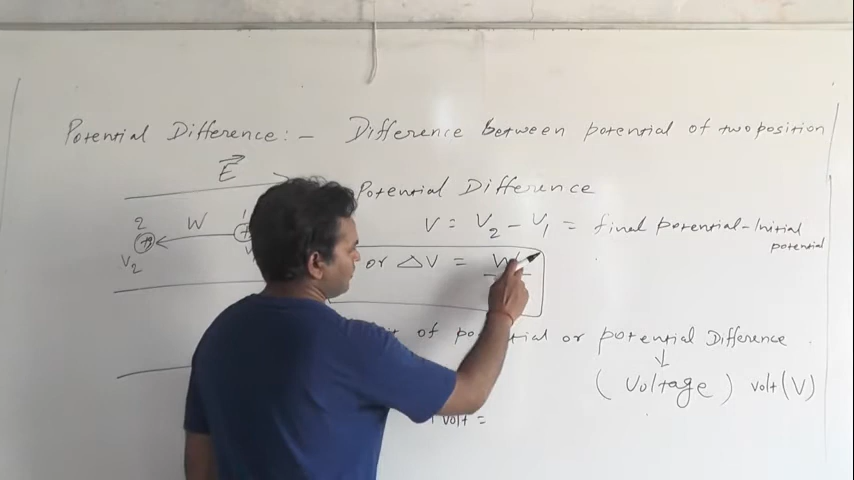 Potential Difference:- Difference between potential of two position
E
Potential Difference
2 W 1
V = V2 - V1 = final potential - Initial
potential
V2
or △V = W
of potential or potential Difference
↓
(Voltage) volt (V)
1 volt =